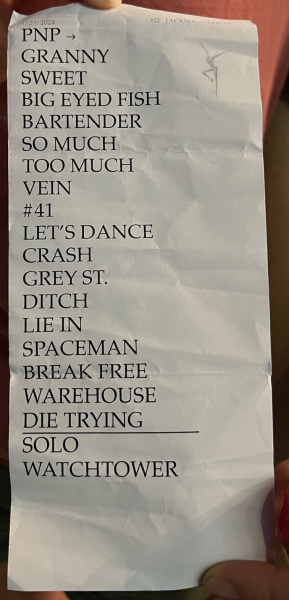 PNP →
GRANNY
SWEET
BIG EYED FISH
BARTENDER
SO MUCH
TOO MUCH
VEIN
#41
LET'S DANCE
CRASH
GREY ST.
DITCH
LIE IN
SPACEMAN
BREAK FREE
WAREHOUSE
DIE TRYING
SOLO
WATCHTOWER